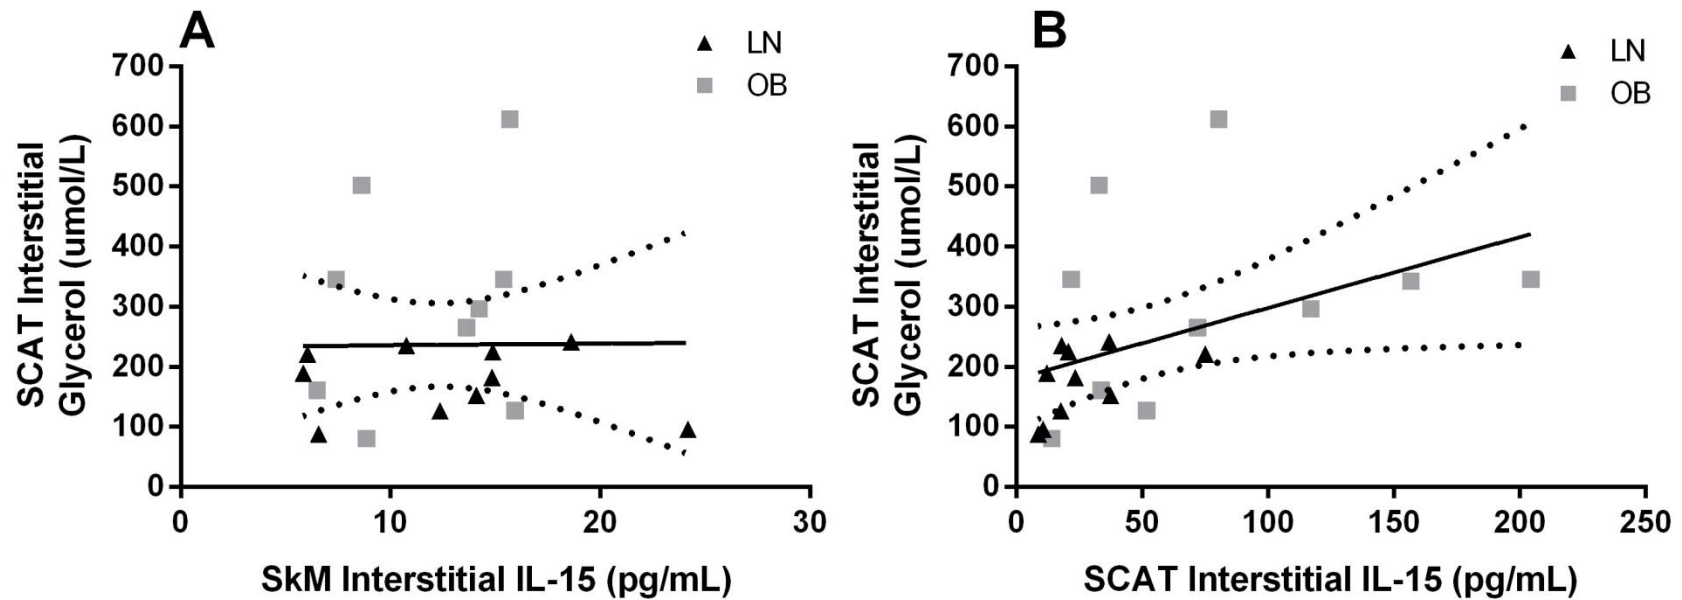 A
LN
OB
SCAT Interstitial
Glycerol (umol/L)
700
600
500
400
300
200
100
0
0 10 20 30
SkM Interstitial IL-15 (pg/mL)
B
LN
OB
SCAT Interstitial
Glycerol (umol/L)
700
600
500
400
300
200
100
0
0 50 100 150 200 250
SCAT Interstitial IL-15 (pg/mL)